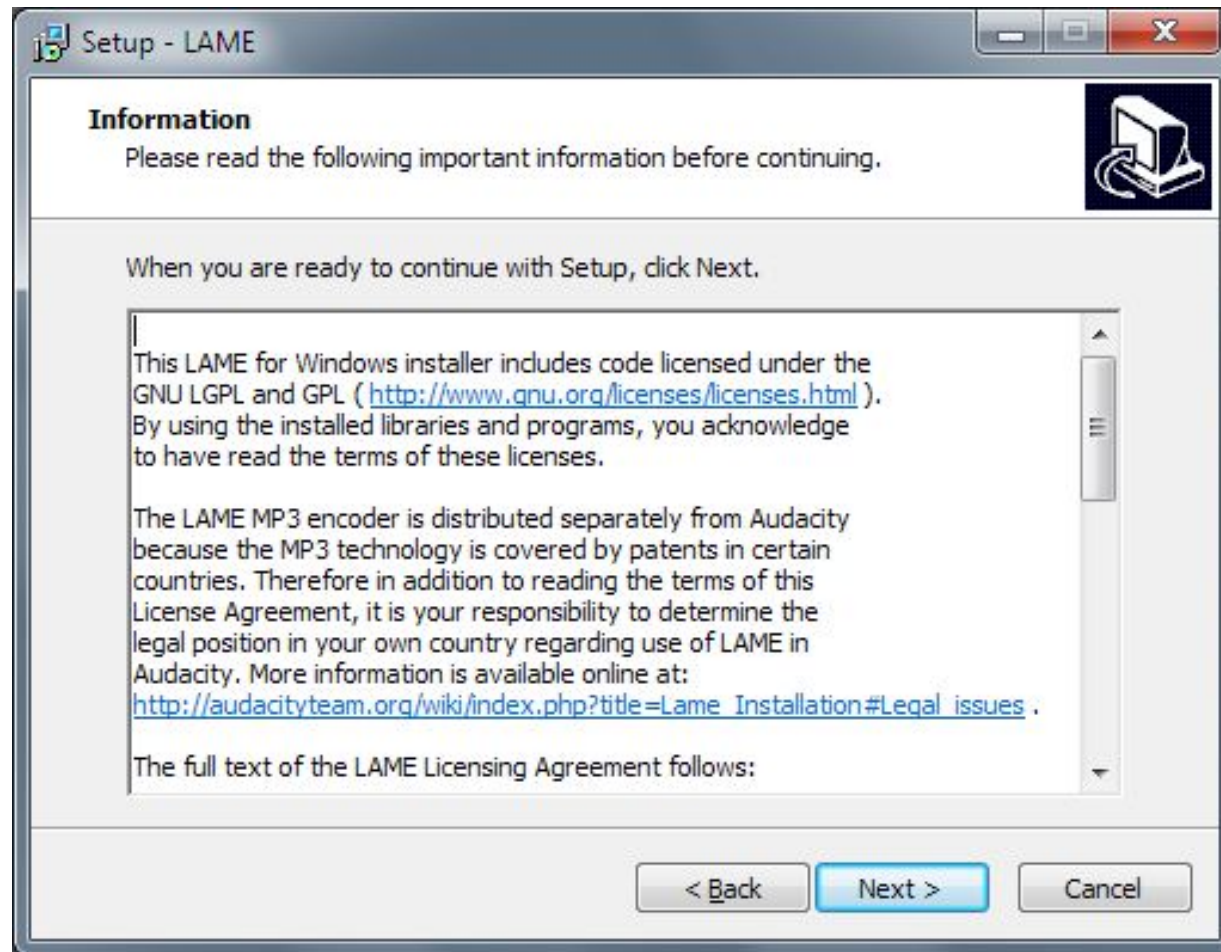 Setup - LAME
Information
Please read the following important information before continuing.
When you are ready to continue with Setup, click Next.
This LAME for Windows installer includes code licensed under the
GNU LGPL and GPL ( http://www.gnu.org/licenses/licenses.html ).
By using the installed libraries and programs, you acknowledge
to have read the terms of these licenses.
The LAME MP3 encoder is distributed separately from Audacity
because the MP3 technology is covered by patents in certain
countries. Therefore in addition to reading the terms of this
License Agreement, it is your responsibility to determine the
legal position in your own country regarding use of LAME in
Audacity. More information is available online at:
http://audacityteam.org/wiki/index.php?title=Lame_Installation#Legal_issues .
The full text of the LAME Licensing Agreement follows:
< Back Next > Cancel